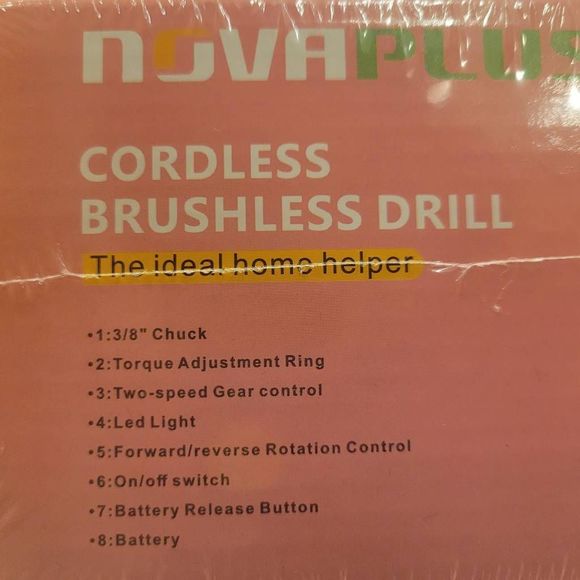 NOVAPLUS
CORDLESS
BRUSHLESS DRILL
The ideal home helper
•1:3/8" Chuck
•2:Torque Adjustment Ring
•3:Two-speed Gear control
•4:Led Light
•5:Forward/reverse Rotation Control
•6:On/off switch
•7:Battery Release Button
•8:Battery